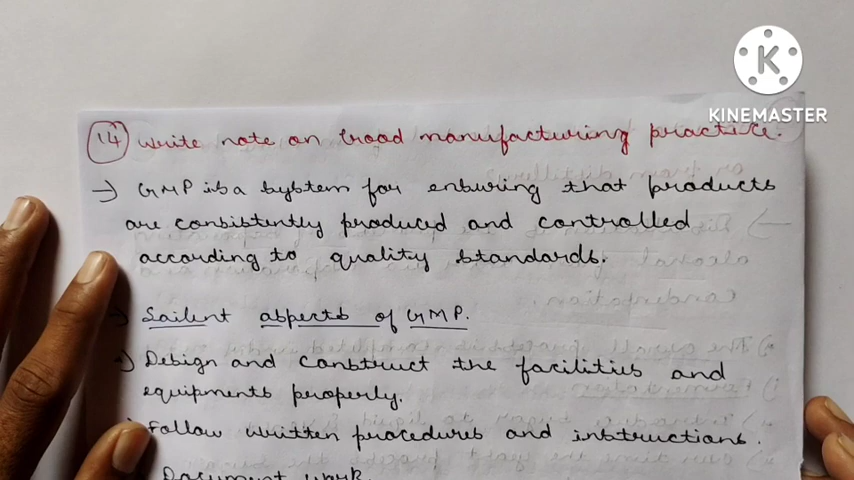 KINEMASTER
14 write note on Good manufacturing practice.
→ GMP is a system for ensuring that products
are consistently produced and controlled
according to quality standards.
→ Sailent aspects of GMP.
Design and construct the facilities and
equipments properly.
Follow written procedures and instructions.
Document work.